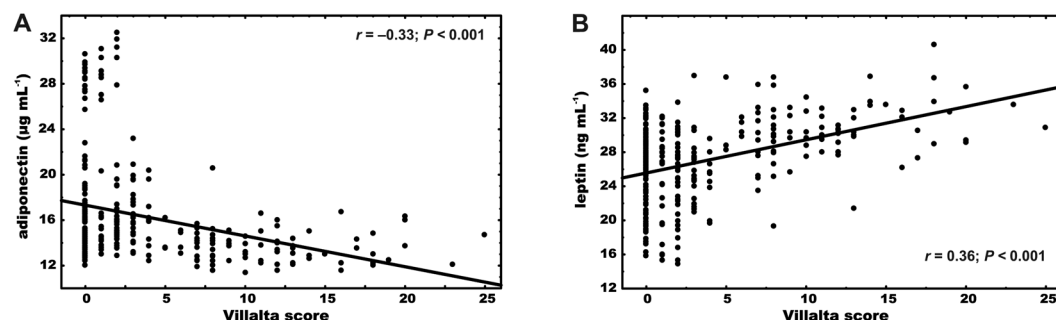 A
r = –0.33; P < 0.001
adiponectin (µg mL⁻¹)
32
28
24
20
16
12
0 5 10 15 20 25
Villalta score
B
r = 0.36; P < 0.001
leptin (ng mL⁻¹)
40
36
32
28
24
20
16
12
0 5 10 15 20 25
Villalta score